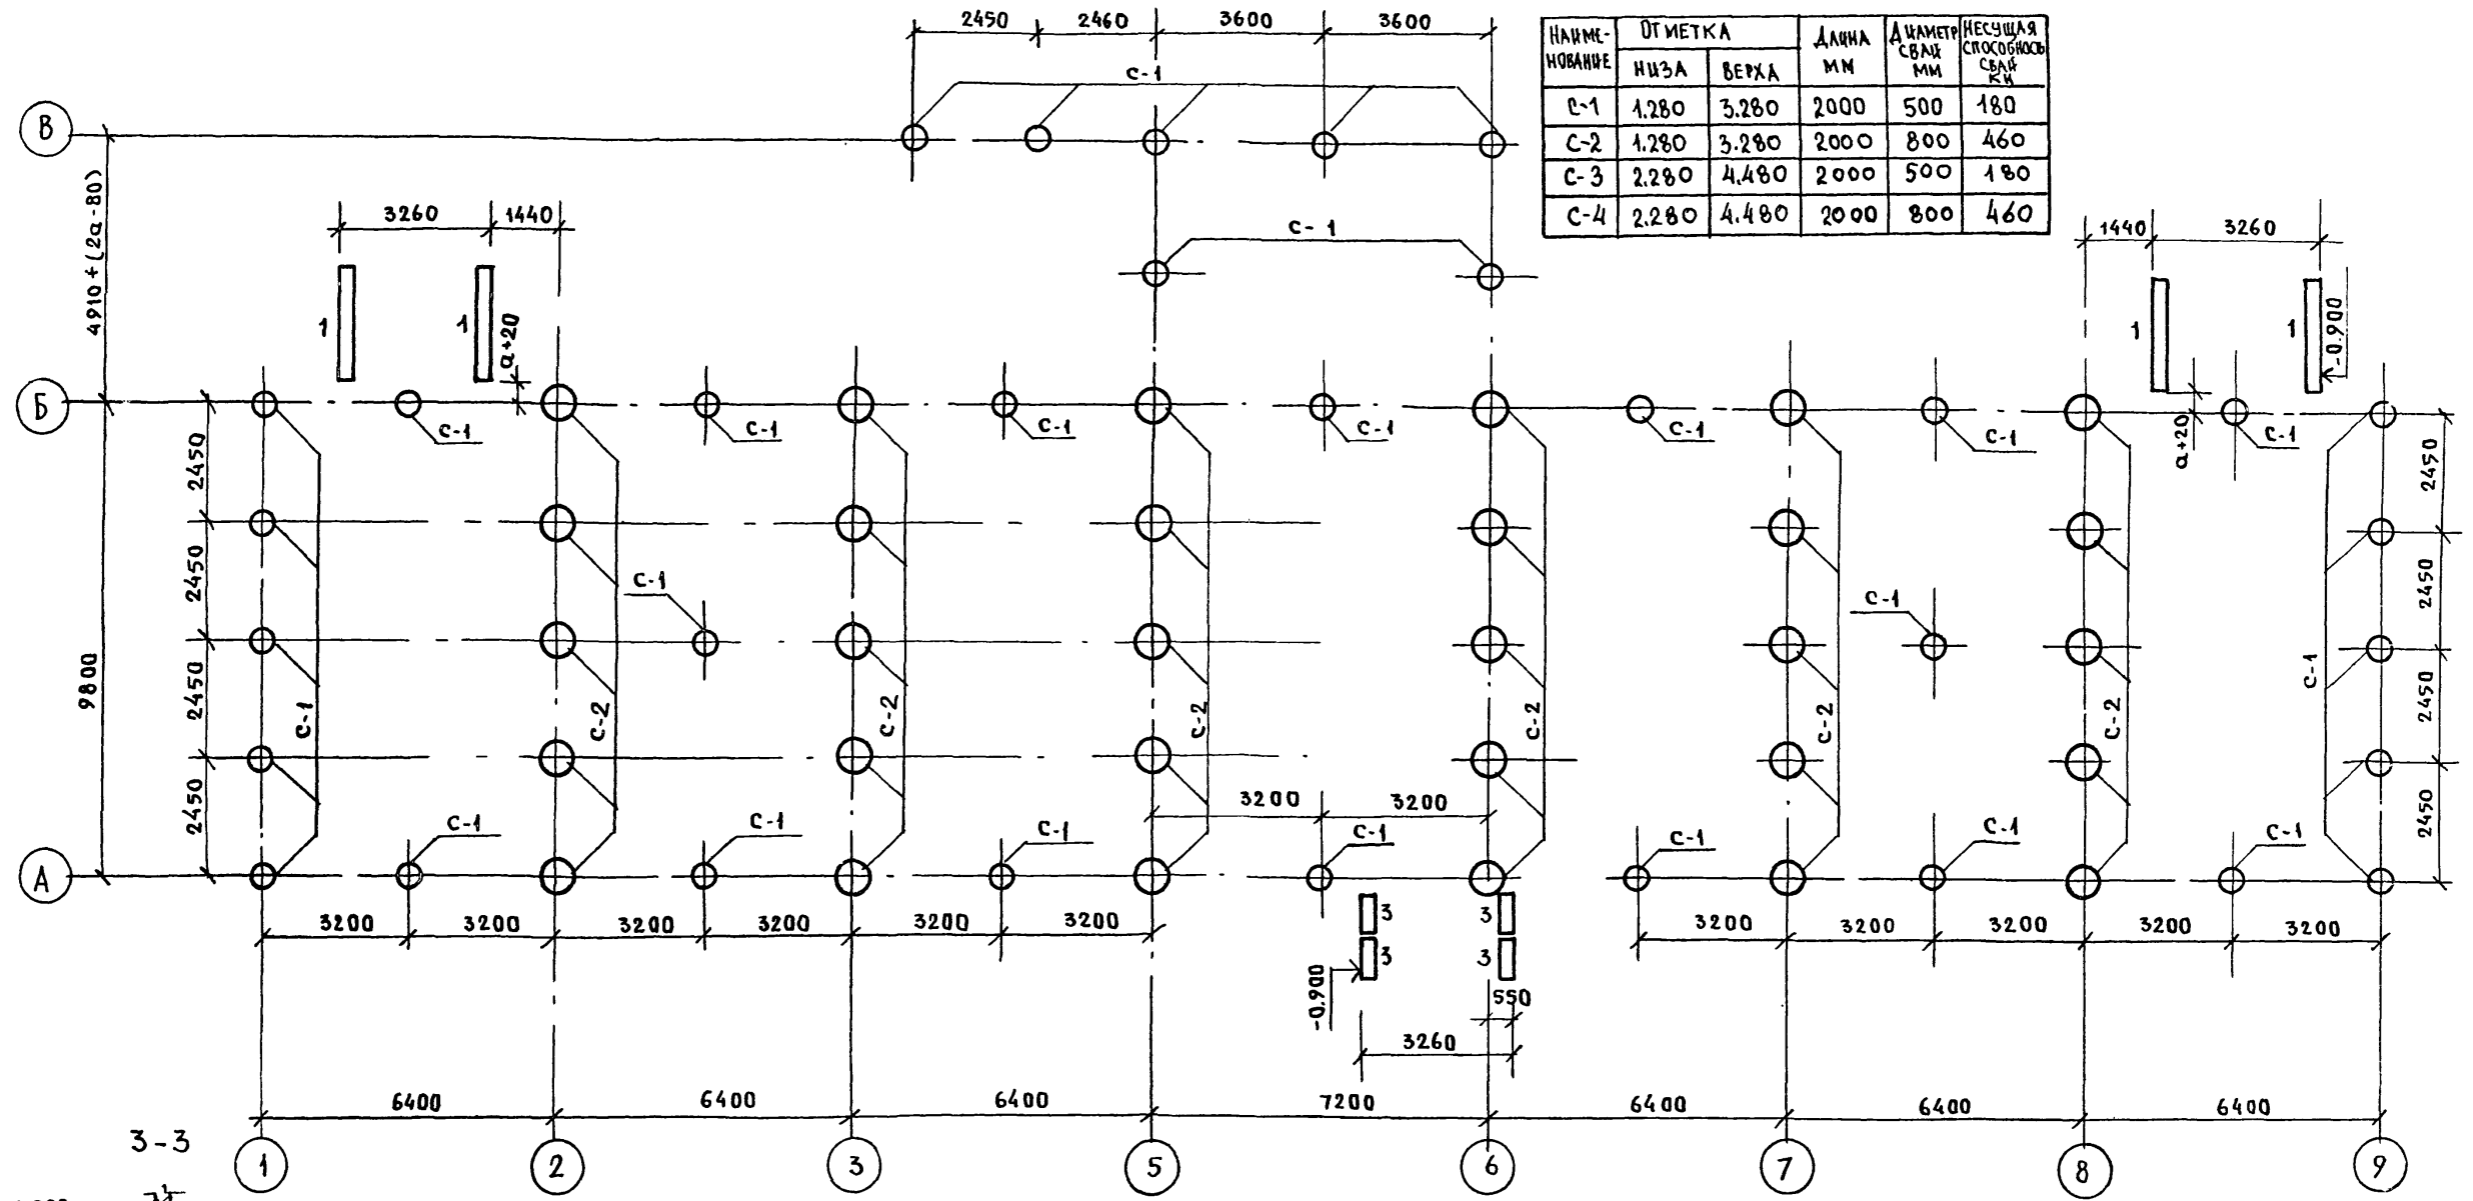 2450 2460 3600 3600
С-1
НАИМЕ-
НОВАНИЕ
ОТМЕТКА
НИЗА ВЕРХА
ДЛИНА
ММ
ДИАМЕТР
СВАИ
ММ
НЕСУЩАЯ
СПОСОБНОСТЬ
СВАИ
КН
С-1 1.280 3.280 2000 500 180
С-2 1.280 3.280 2000 800 460
С-3 2.280 4.480 2000 500 180
С-4 2.280 4.480 2000 800 460
В
4910 + (2а-80)
3260 1440
С-1
1440 3260
1 1 а+20
1 1 -0.900
Б
С-1 С-1 С-1 С-1 С-1 С-1 С-1
а+20
2450 2450
2450 2450
С-1 С-1
9800
2450 2450
С-1 С-2 С-2 С-2 С-2 С-2 С-2 С-1
2450 2450
3200 3200
С-1 С-1 С-1 С-1 С-1 С-1 С-1
А
3200 3200 3200 3200 3200 3200
3 3
3 3
3200 3200 3200 3200 3200
-0.900
550
3260
6400 6400 6400 7200 6400 6400 6400
3-3
1 2 3 5 6 7 8 9